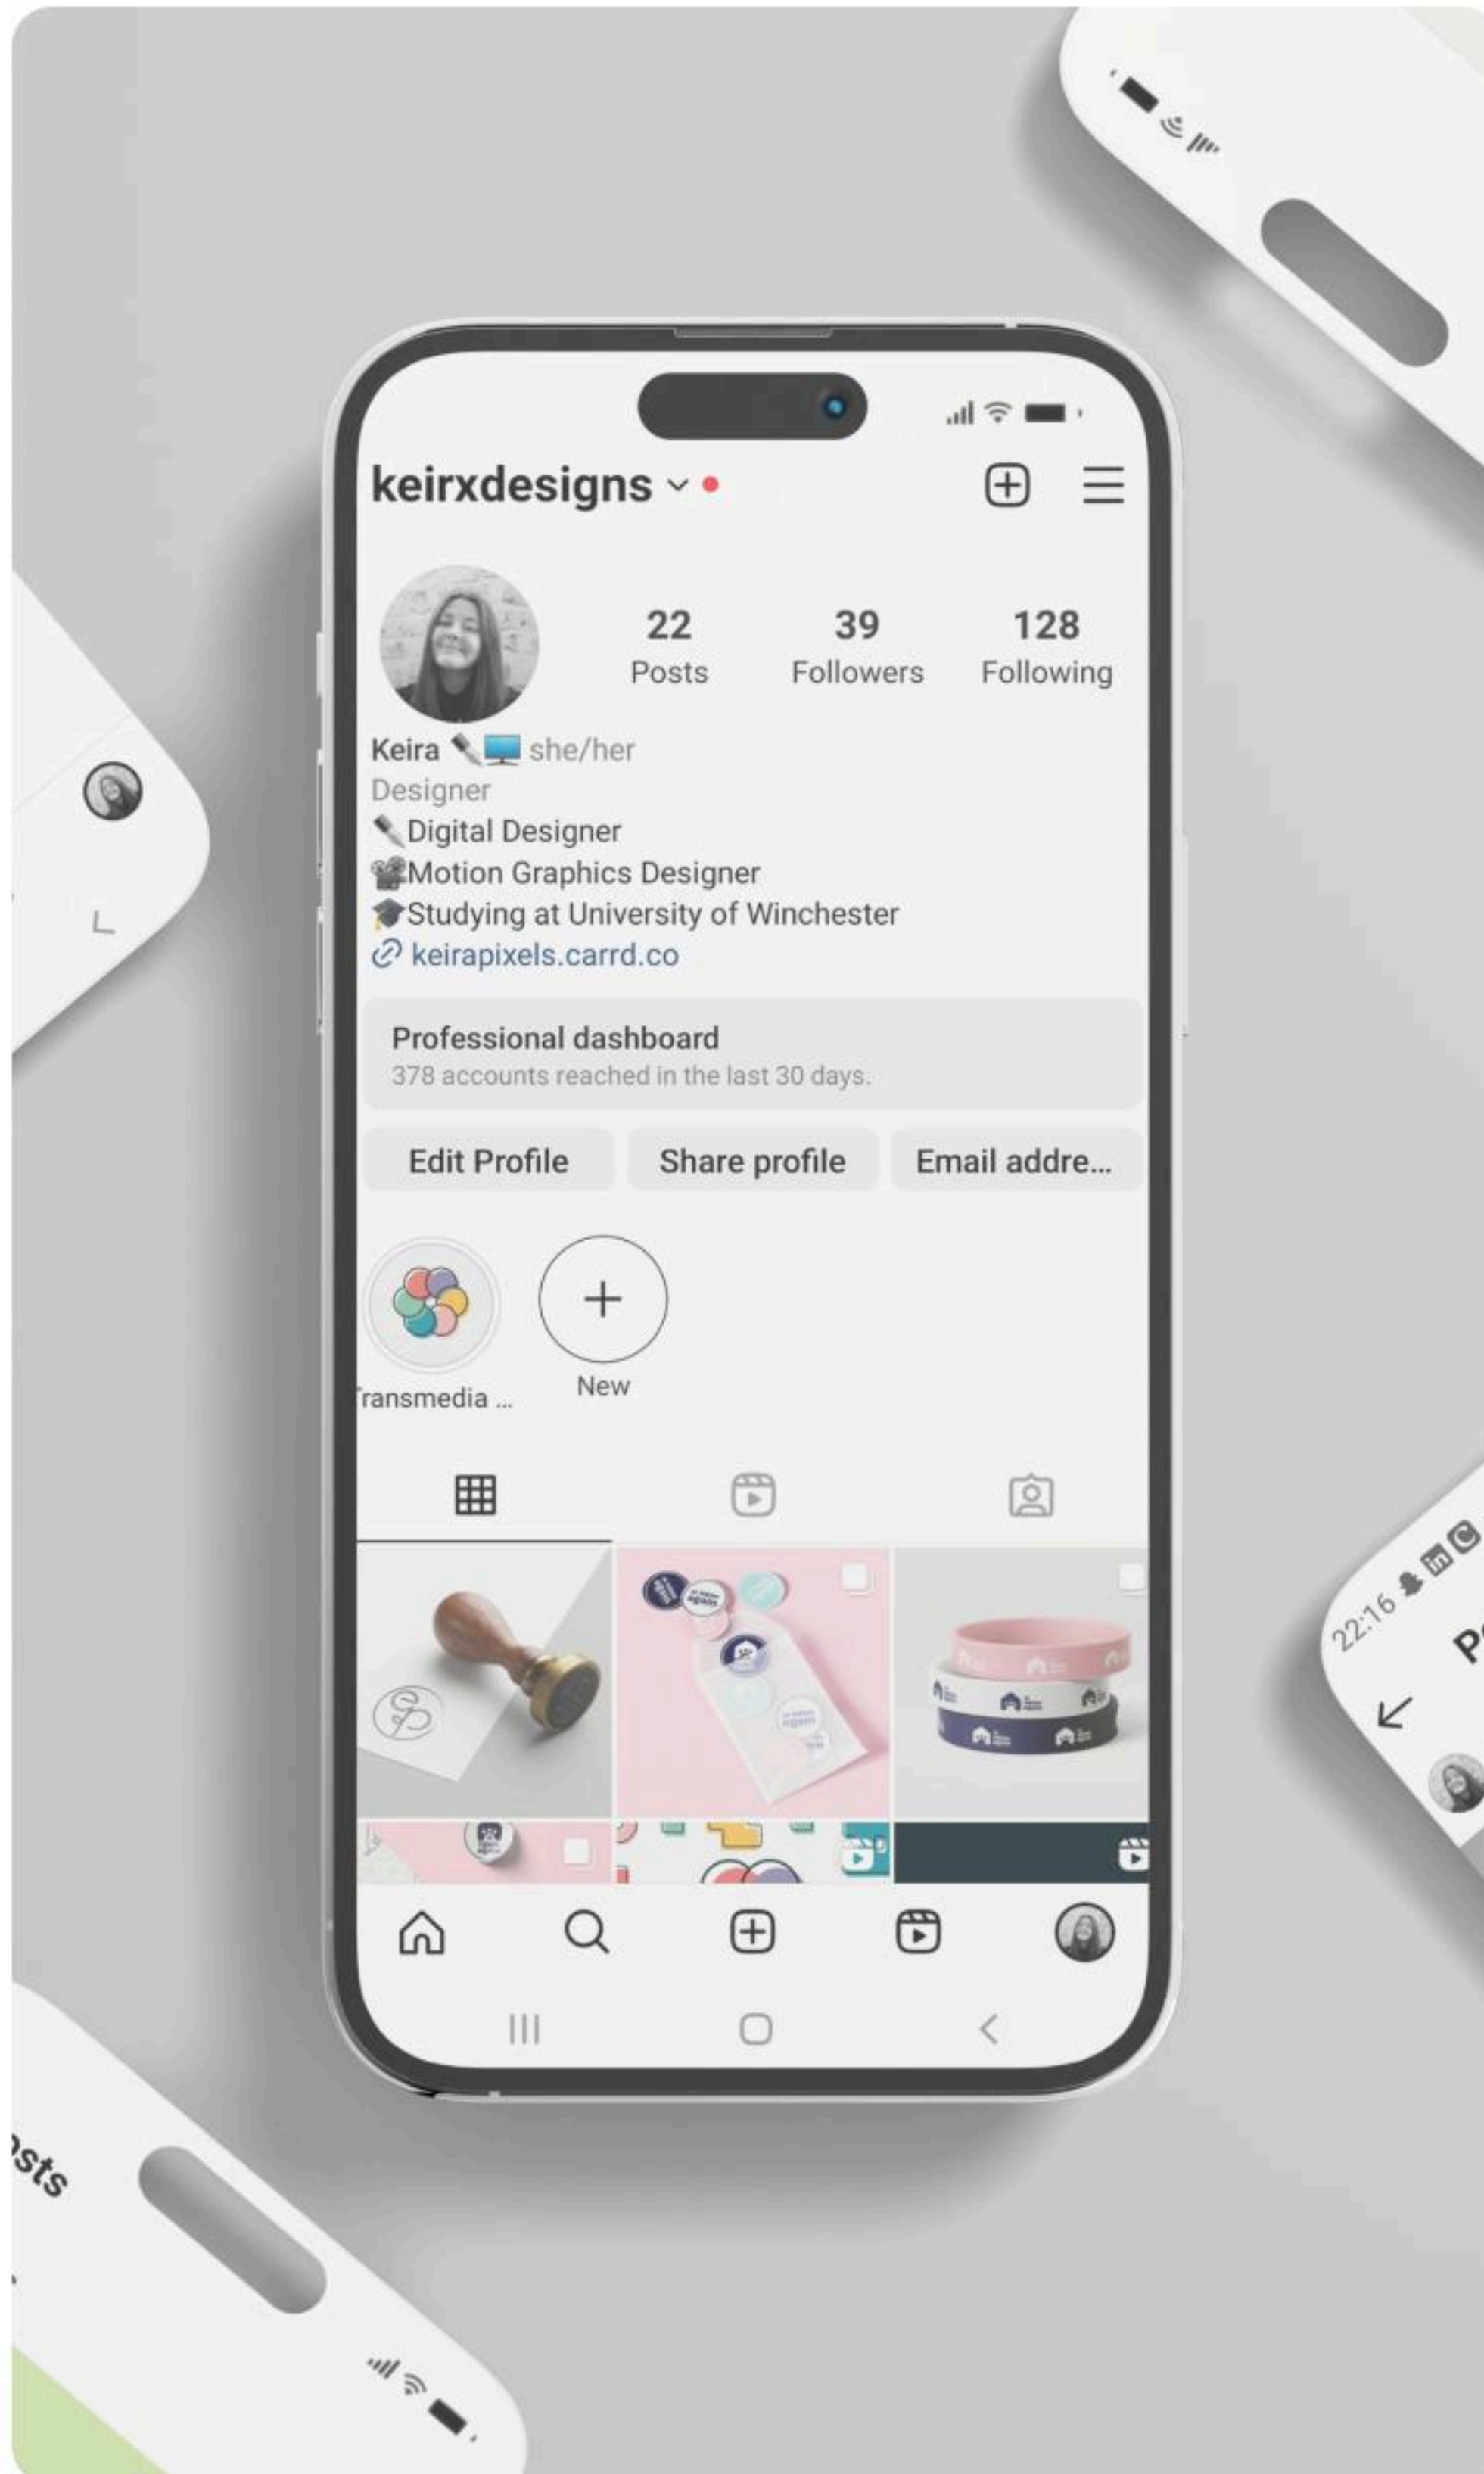 keirxdesigns
22 39 128
Posts Followers Following
Keira she/her
Designer
Digital Designer
Motion Graphics Designer
Studying at University of Winchester
keirapixels.carrd.co
Professional dashboard
378 accounts reached in the last 30 days.
Edit Profile Share profile Email addre...
ransmedia ...
New
22:16
in
P
osts